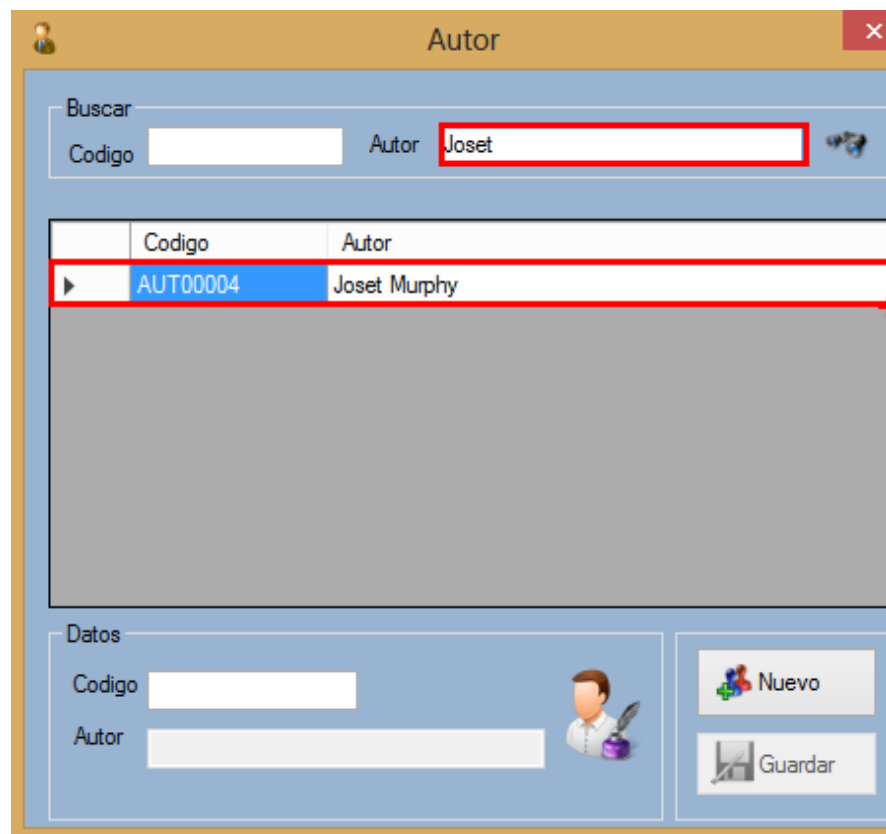 Autor
Buscar
Codigo Autor Joset
Codigo Autor
AUT00004 Joset Murphy
Datos
Codigo
Autor
Nuevo
Guardar